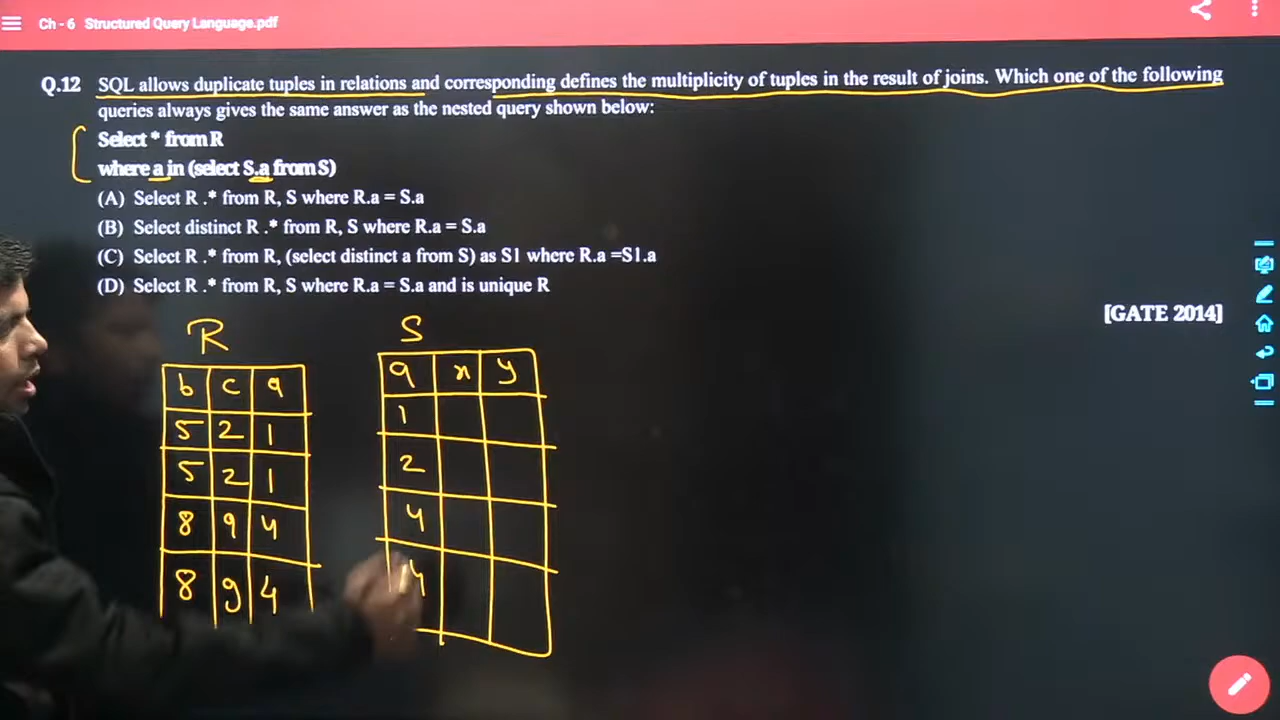 Ch - 6 Structured Query Language.pdf
Q.12 SQL allows duplicate tuples in relations and corresponding defines the multiplicity of tuples in the result of joins. Which one of the following
queries always gives the same answer as the nested query shown below:
Select * from R
where a in (select S.a from S)
(A) Select R .* from R, S where R.a = S.a
(B) Select distinct R .* from R, S where R.a = S.a
(C) Select R .* from R, (select distinct a from S) as S1 where R.a =S1.a
(D) Select R .* from R, S where R.a = S.a and is unique R
[GATE 2014]
R
b c a
5 2 1
5 2 1
8 9 4
8 9 4
S
a x y
1
2
4
4